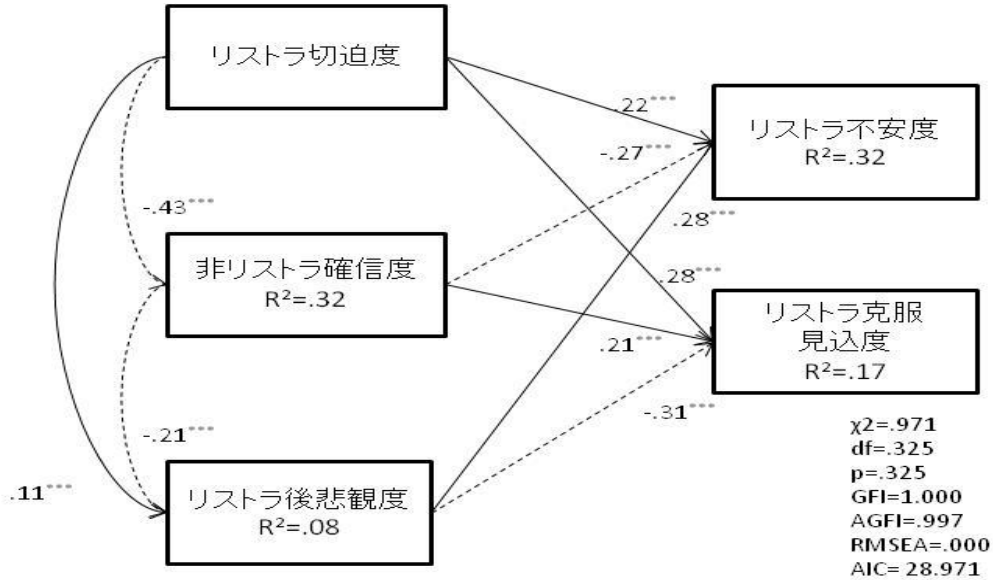 リストラ切迫度
.22***
リストラ不安度
R²=.32
-.27***
-.43***
.28***
非リストラ確信度
R²=.32
.28***
リストラ克服
見込度
R²=.17
.21***
-.31***
-.21***
.11***
リストラ後悲観度
R²=.08
χ2=.971
df=.325
p=.325
GFI=1.000
AGFI=.997
RMSEA=.000
AIC= 28.971